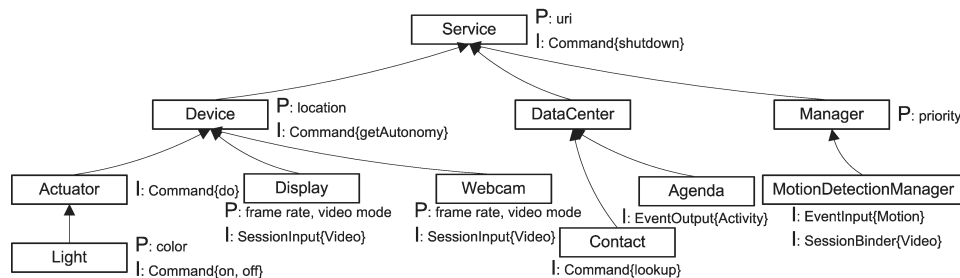 Service
P: uri
I: Command{shutdown}
Device
P: location
I: Command{getAutonomy}
DataCenter
Manager
P: priority
Actuator
I: Command{do}
Display
P: frame rate, video mode
I: SessionInput{Video}
Webcam
P: frame rate, video mode
I: SessionInput{Video}
Agenda
I: EventOutput{Activity}
MotionDetectionManager
I: EventInput{Motion}
I: SessionBinder{Video}
Light
P: color
I: Command{on, off}
Contact
I: Command{lookup}